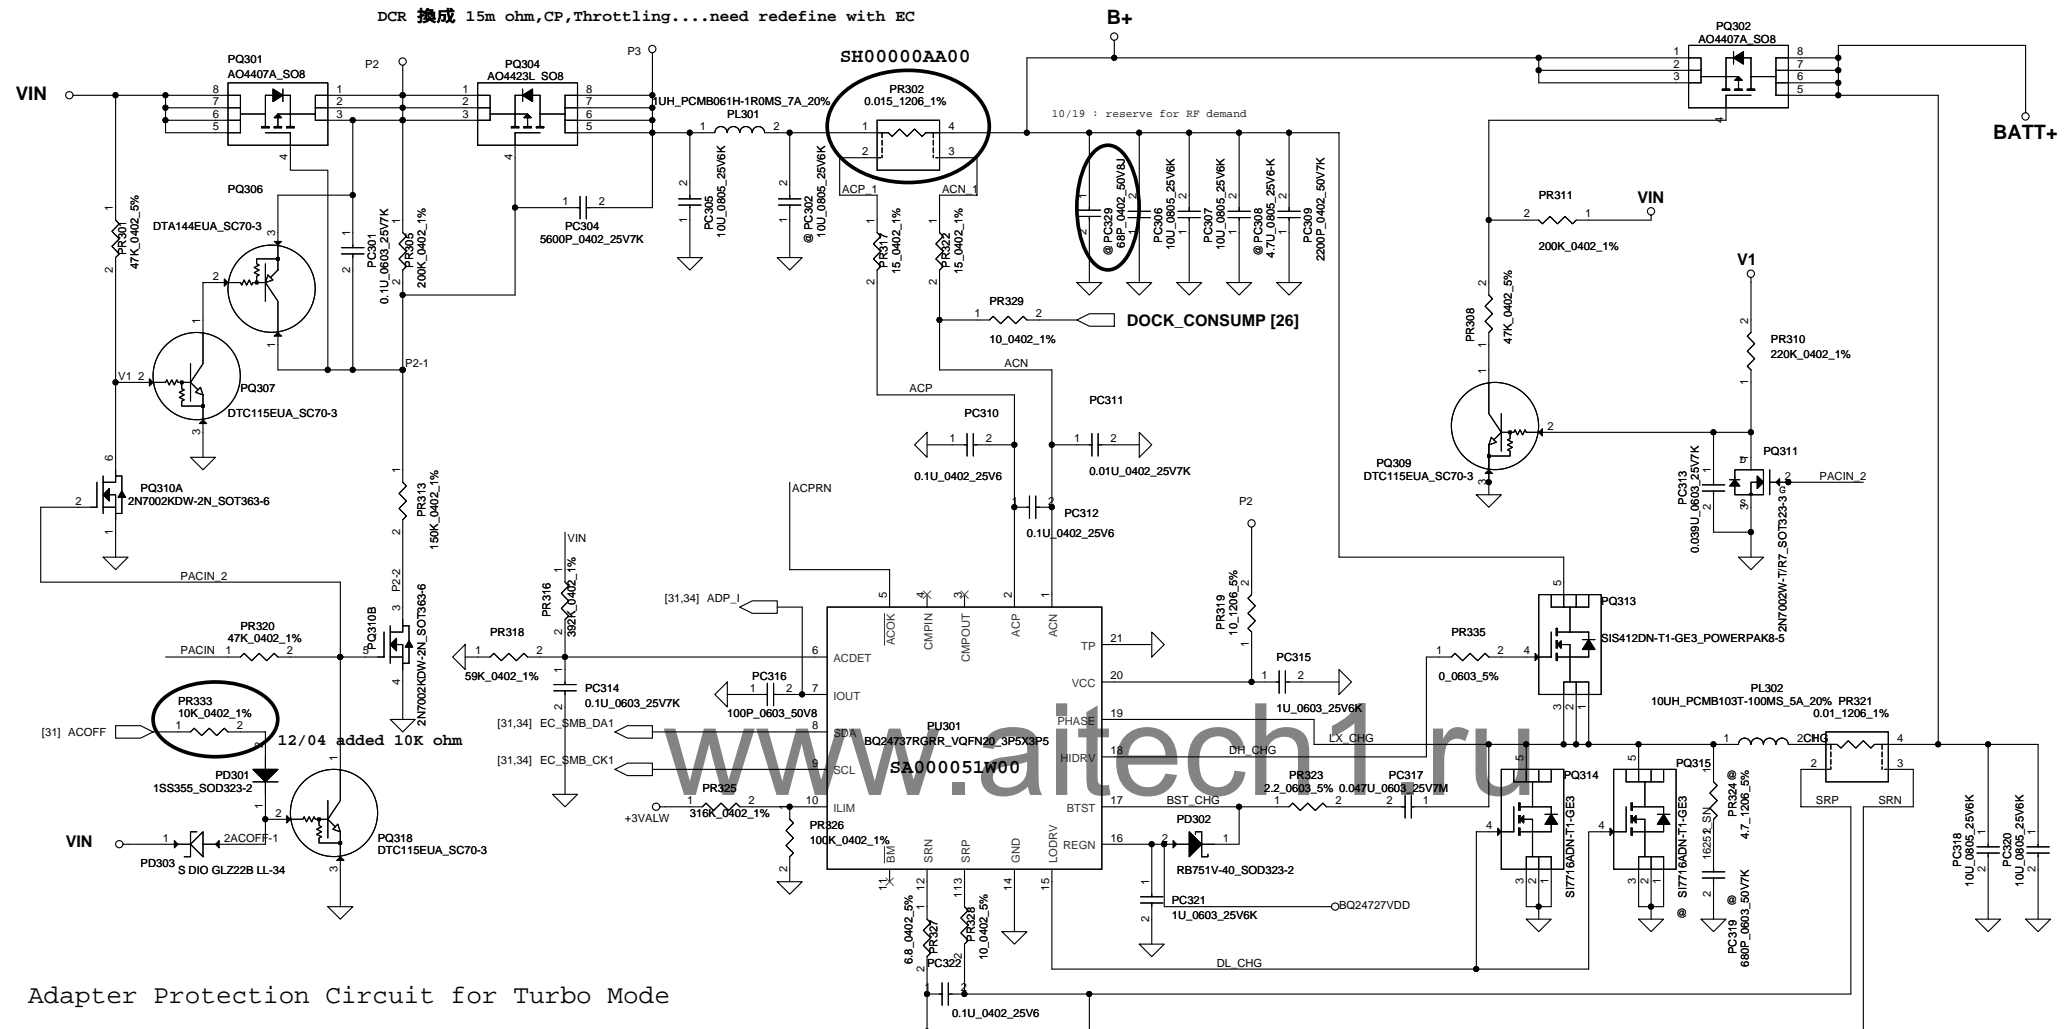 DCR 換成 15m ohm,CP,Throttling....need redefine with EC
B+
SH00000AA00
PQ301
AO4407A_SO8
P2
PQ304
AO4423L_SO8
P3
PR302
0.015_1206_1%
1UH_PCMB061H-1R0MS_7A_20%
PL301
10/19 : reserve for RF demand
PQ302
AO4407A_SO8
VIN
BATT+
PR301
47K_0402_5%
PQ306
DTA144EUA_SC70-3
PC301
0.1U_0603_25V7K
PR305
200K_0402_1%
PC304
5600P_0402_25V7K
PC305
10U_0805_25V6K
@ PC302
10U_0805_25V6K
ACP_1
ACN_1
PR317
15_0402_1%
PR322
15_0402_1%
@ PC329
68P_0402_50V8J
PC306
10U_0805_25V6K
PC307
10U_0805_25V6K
@ PC308
4.7U_0805_25V6-K
PC309
2200P_0402_50V7K
PR311
VIN
200K_0402_1%
V1
PR329
10_0402_1%
DOCK_CONSUMP [26]
PR308
47K_0402_5%
PR310
220K_0402_1%
V1
PQ307
DTC115EUA_SC70-3
P2-1
ACP
ACN
PC310
0.1U_0402_25V6
PC311
0.01U_0402_25V7K
PQ309
DTC115EUA_SC70-3
PC313
0.039U_0603_25V7K
PQ311
2N7002W-T/R7_SOT323-3
D
G
S
PACIN_2
PQ310A
2N7002KDW-2N_SOT363-6
PR313
150K_0402_1%
ACPRN
PC312
0.1U_0402_25V6
P2
VIN
PACIN_2
P2-2
PR316
392K_0402_1%
[31,34] ADP_I
PR319
10_1206_5%
PQ310B
2N7002KDW-2N_SOT363-6
PR320
47K_0402_1%
PACIN
PR318
59K_0402_1%
PC314
0.1U_0603_25V7K
PC316
100P_0603_50V8
ACOK
CMPIN
CMPOUT
ACP
ACN
ACDET
IOUT
SDA
SCL
ILIM
BM
SRN
SRP
GND
LODRV
TP
VCC
PHASE
HIDRV
BTST
REGN
PC315
1U_0603_25V6K
PQ313
SIS412DN-T1-GE3_POWERPAK8-5
PR335
0_0603_5%
PR333
10K_0402_1%
[31] ACOFF
12/04 added 10K ohm
[31,34] EC_SMB_DA1
[31,34] EC_SMB_CK1
PU301
BQ24737RGRR_VQFN20_3P5X3P5
SA000051W00
www.aitech1.ru
LX_CHG
DH_CHG
PL302
10UH_PCMB103T-100MS_5A_20%
PR321
0.01_1206_1%
CHG
PD301
1SS355_SOD323-2
PQ318
DTC115EUA_SC70-3
VIN
ACOFF-1
PD303
S DIO GLZ22B LL-34
+3VALW
PR325
316K_0402_1%
PR326
100K_0402_1%
BST_CHG
PR323
2.2_0603_5%
PC317
0.047U_0603_25V7M
PD302
RB751V-40_SOD323-2
PQ314
SI7716ADN-T1-GE3
PQ315
SI7716ADN-T1-GE3
@
PR324 @
4.7_1206_5%
PC319 @
680P_0603_50V7K
SRP
SRN
PC318
10U_0805_25V6K
PC320
10U_0805_25V6K
PC321
1U_0603_25V6K
BQ24727VDD
PR327
6.8_0402_5%
PR328
10_0402_5%
PC322
0.1U_0402_25V6
DL_CHG
Adapter Protection Circuit for Turbo Mode